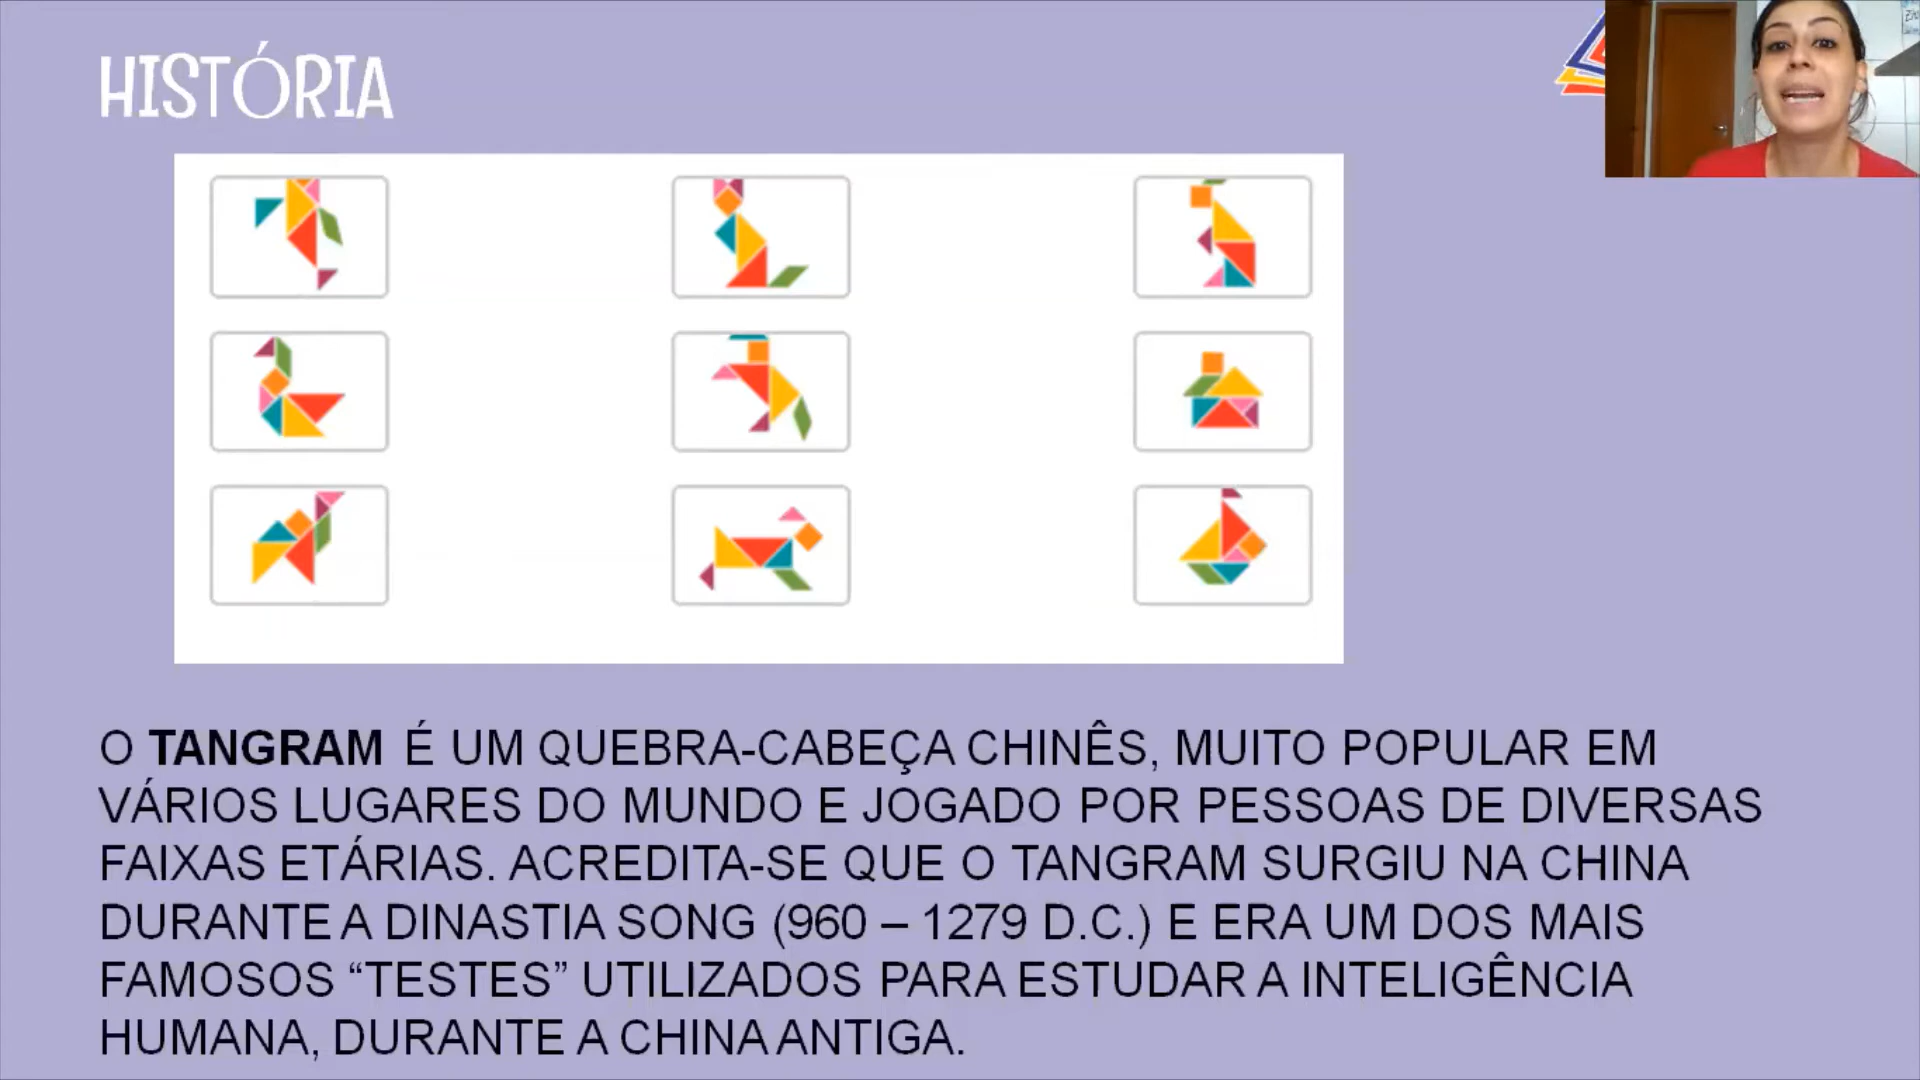 HISTÓRIA
O TANGRAM É UM QUEBRA-CABEÇA CHINÊS, MUITO POPULAR EM
VÁRIOS LUGARES DO MUNDO E JOGADO POR PESSOAS DE DIVERSAS
FAIXAS ETÁRIAS. ACREDITA-SE QUE O TANGRAM SURGIU NA CHINA
DURANTE A DINASTIA SONG (960 – 1279 D.C.) E ERA UM DOS MAIS
FAMOSOS “TESTES” UTILIZADOS PARA ESTUDAR A INTELIGÊNCIA
HUMANA, DURANTE A CHINA ANTIGA.